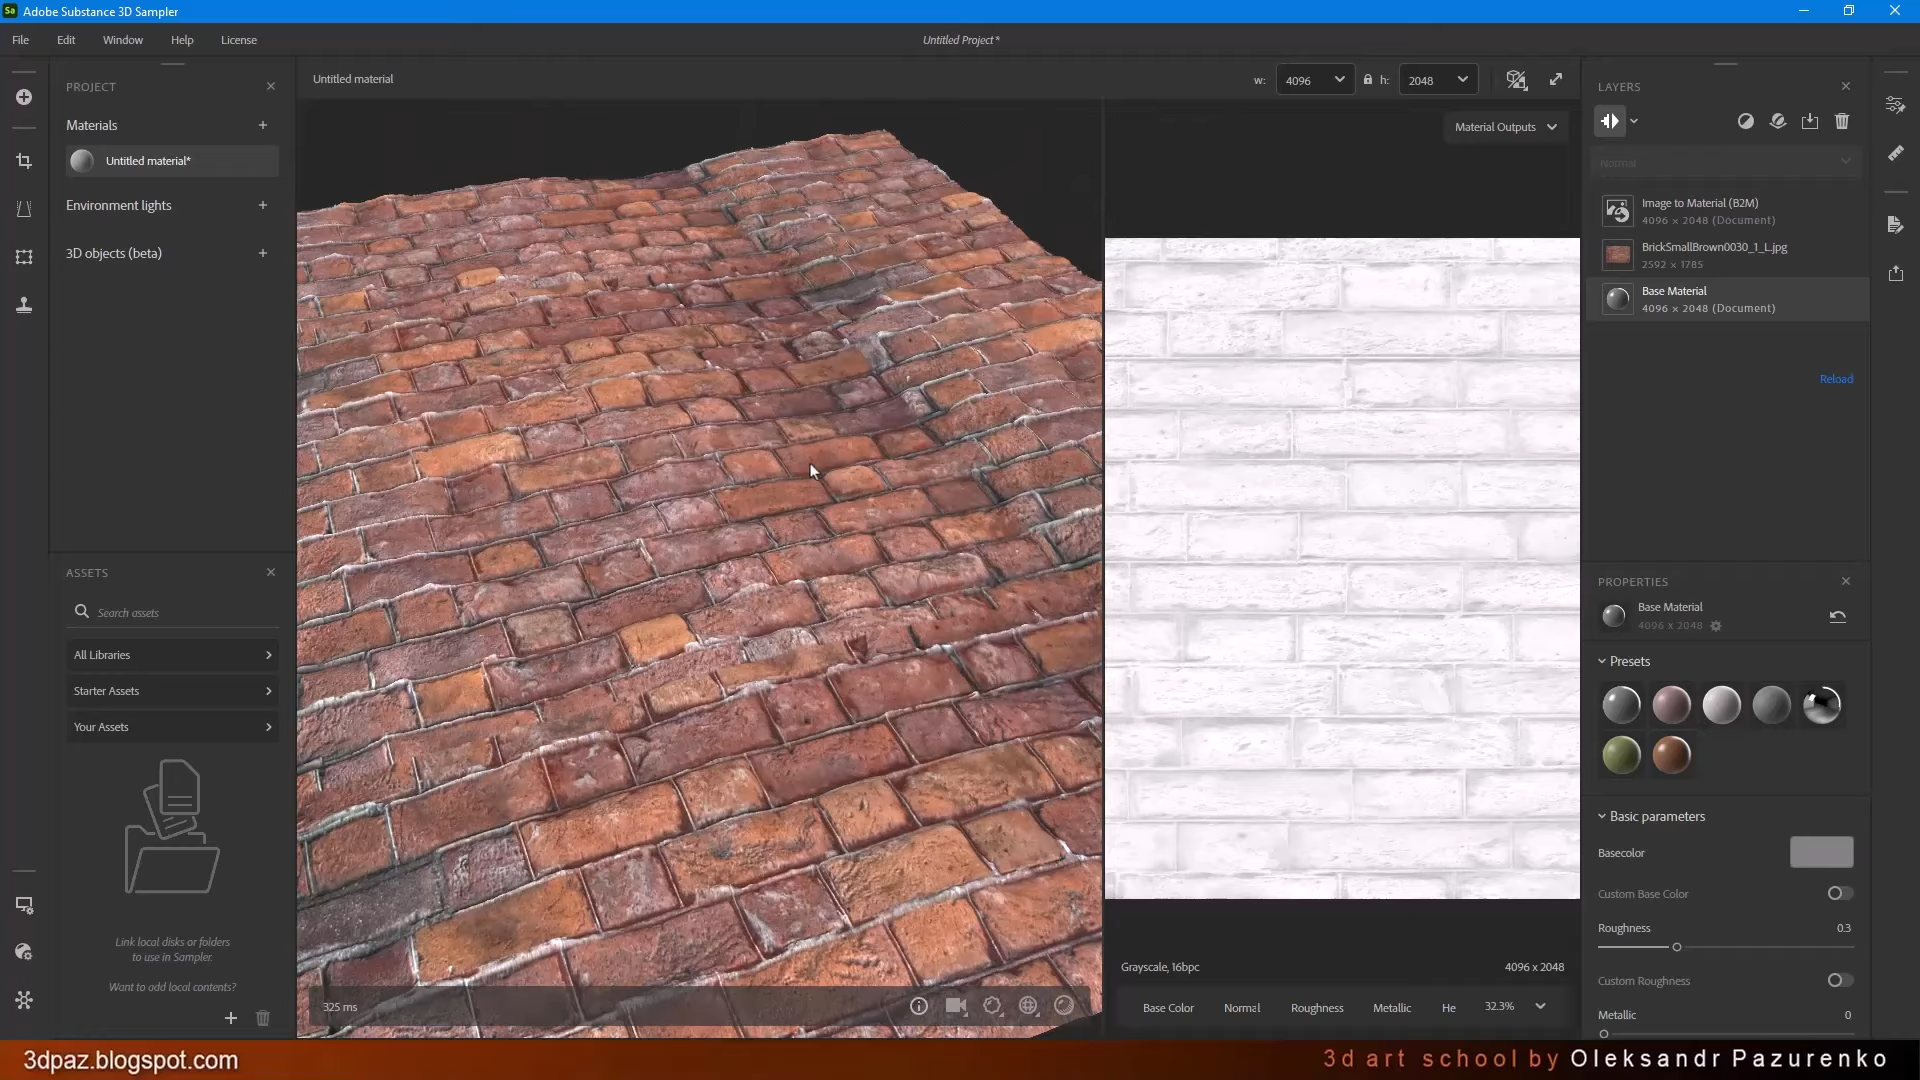 Sa Adobe Substance 3D Sampler
File Edit Window Help License
Untitled Project*
PROJECT
Materials
Untitled material*
Environment lights
3D objects (beta)
ASSETS
Search assets
All Libraries
Starter Assets
Your Assets
Link local disks or folders
to use in Sampler.
Want to add local contents?
Untitled material
w: 4096 h: 2048
Material Outputs
325 ms
Grayscale, 16bpc
4096 x 2048
Base Color Normal Roughness Metallic He 32.3%
LAYERS
Normal
Image to Material (B2M)
4096 × 2048 (Document)
BrickSmallBrown0030_1_L.jpg
2592 × 1785
Base Material
4096 × 2048 (Document)
Reload
PROPERTIES
Base Material
4096 x 2048
Presets
Basic parameters
Basecolor
Custom Base Color
Roughness 0.3
Custom Roughness
Metallic 0
3dpaz.blogspot.com
3d art school by Oleksandr Pazurenko